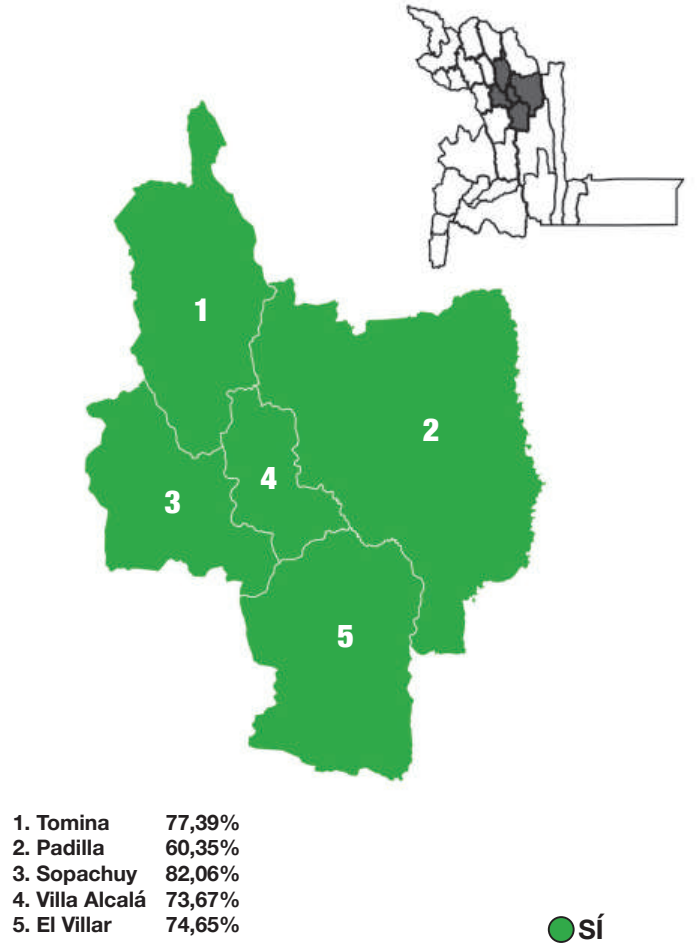 1
2
4
3
5
1. Tomina 77,39%
2. Padilla 60,35%
3. Sopachuy 82,06%
4. Villa Alcalá 73,67%
5. El Villar 74,65%
SÍ